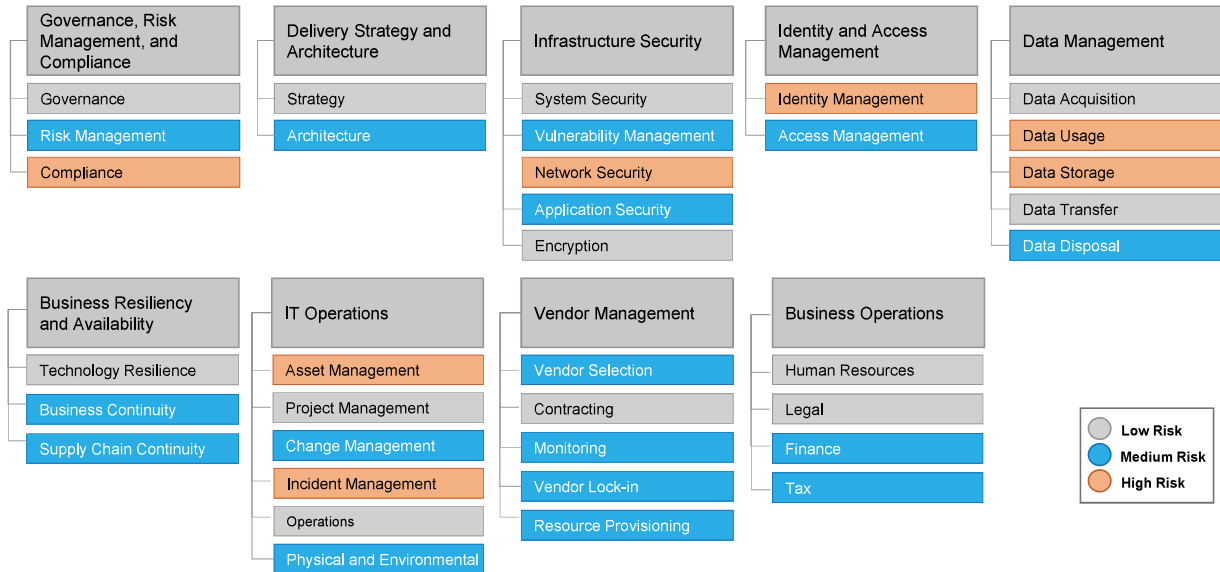 Governance, Risk
Management, and
Compliance
Governance
Risk Management
Compliance
Delivery Strategy and
Architecture
Strategy
Architecture
Infrastructure Security
System Security
Vulnerability Management
Network Security
Application Security
Encryption
Identity and Access
Management
Identity Management
Access Management
Data Management
Data Acquisition
Data Usage
Data Storage
Data Transfer
Data Disposal
Business Resiliency
and Availability
Technology Resilience
Business Continuity
Supply Chain Continuity
IT Operations
Asset Management
Project Management
Change Management
Incident Management
Operations
Physical and Environmental
Vendor Management
Vendor Selection
Contracting
Monitoring
Vendor Lock-in
Resource Provisioning
Business Operations
Human Resources
Legal
Finance
Tax
Low Risk
Medium Risk
High Risk